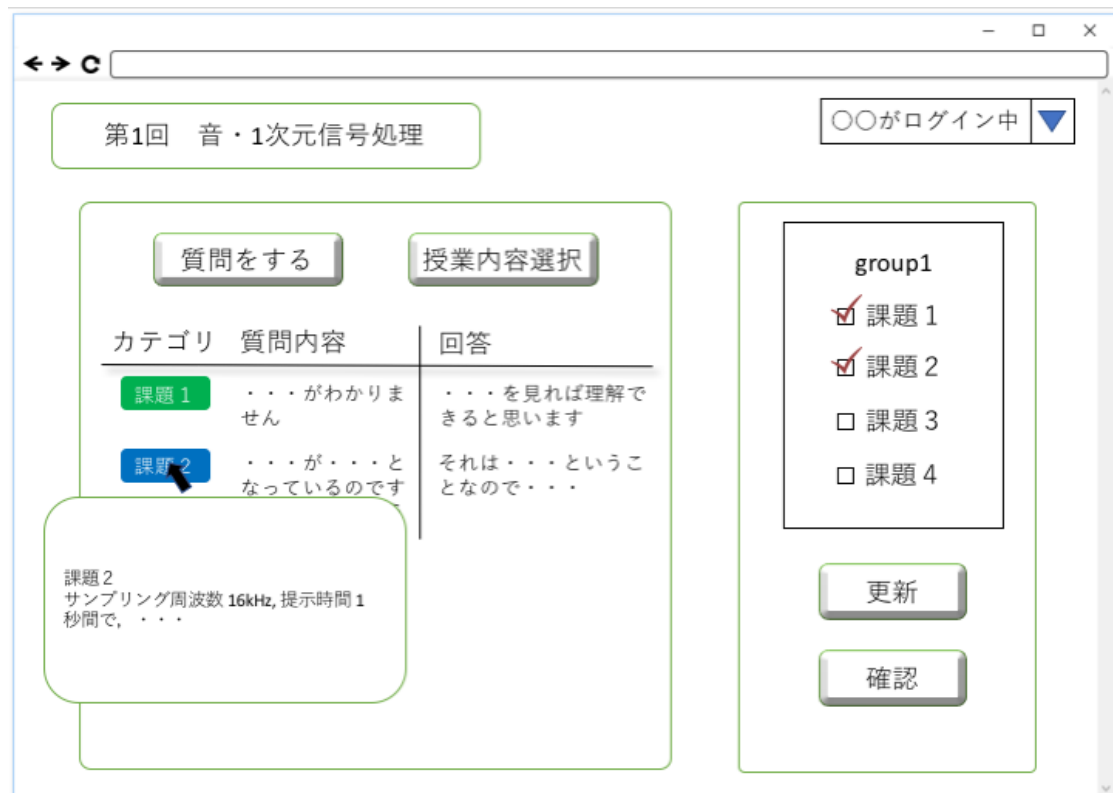 第1回　音・1次元信号処理
〇〇がログイン中
質問をする
授業内容選択
カテゴリ
質問内容
回答
課題1
・・・がわかりま
せん
・・・を見れば理解で
きると思います
課題2
・・・が・・・と
なっているのです
それは・・・というこ
となので・・・
課題2
サンプリング周波数 16kHz, 提示時間 1
秒間で，・・・
group1
課題1
課題2
課題3
課題4
更新
確認